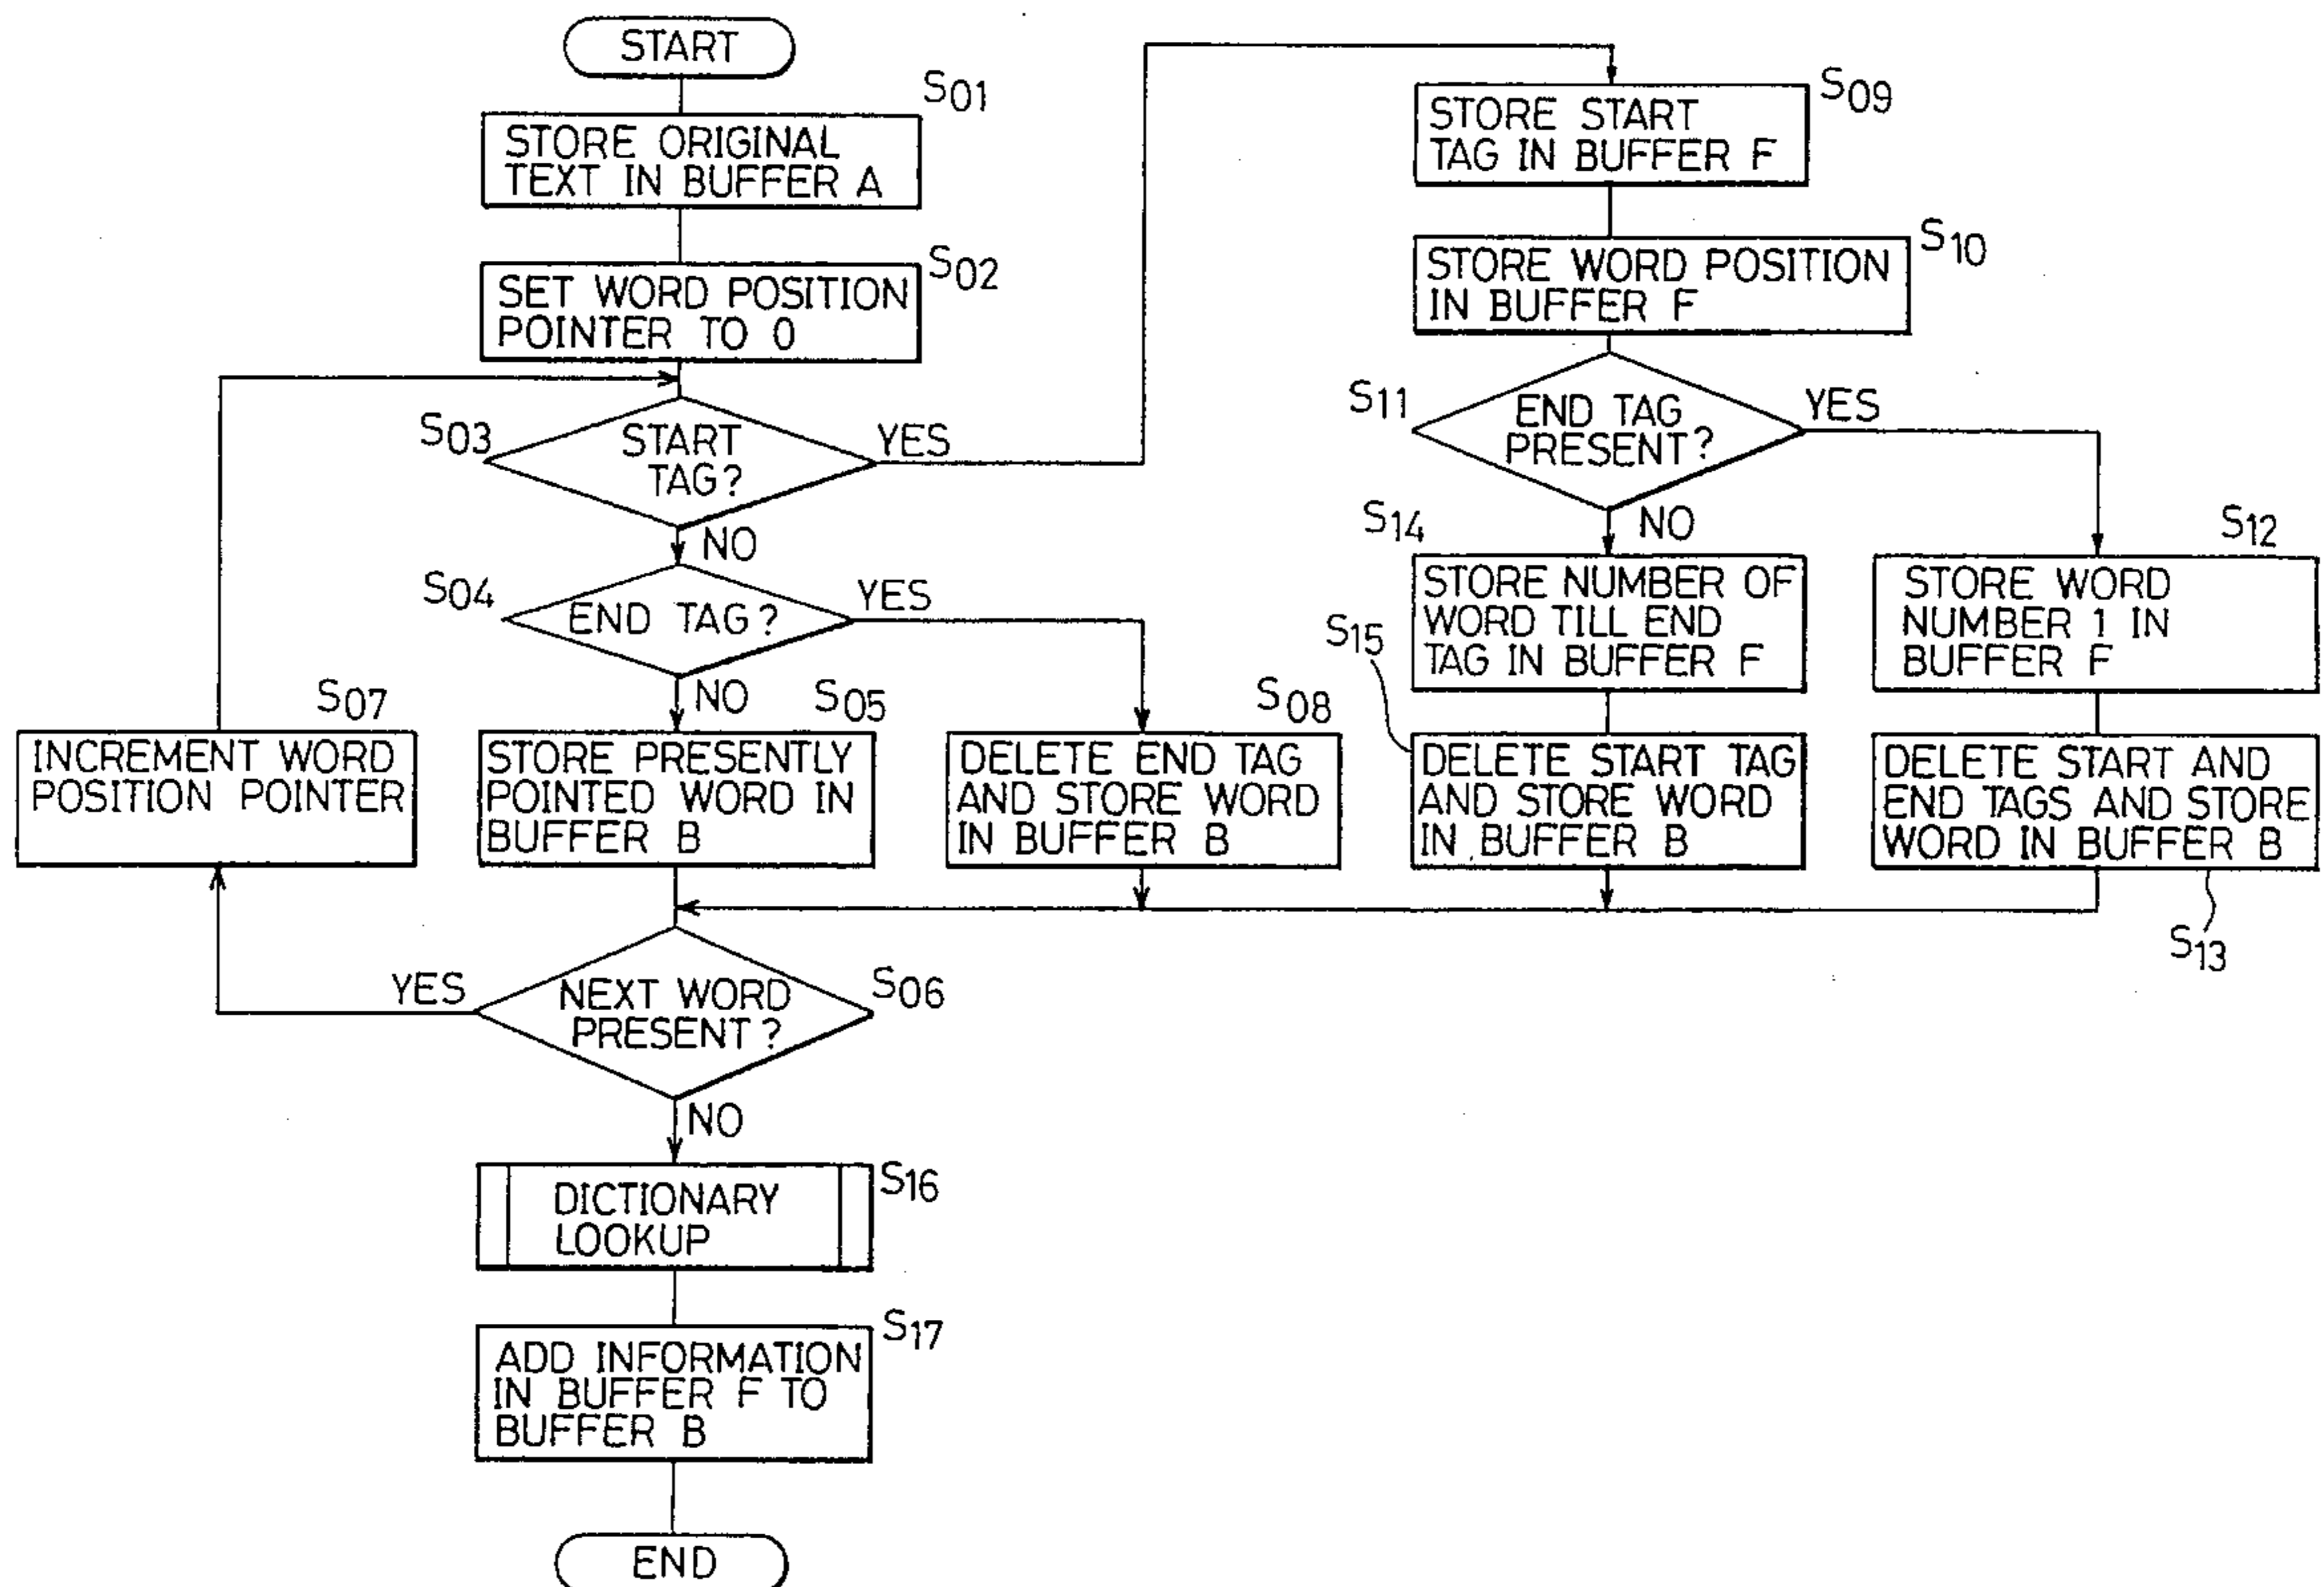 START
S01
STORE ORIGINAL
TEXT IN BUFFER A
S02
SET WORD POSITION
POINTER TO 0
S03
START
TAG?
YES
NO
S04
END TAG?
YES
NO
S05
STORE PRESENTLY
POINTED WORD IN
BUFFER B
S07
INCREMENT WORD
POSITION POINTER
S08
DELETE END TAG
AND STORE WORD
IN BUFFER B
S06
NEXT WORD
PRESENT?
YES
NO
S16
DICTIONARY
LOOKUP
S17
ADD INFORMATION
IN BUFFER F TO
BUFFER B
END
S09
STORE START
TAG IN BUFFER F
S10
STORE WORD POSITION
IN BUFFER F
S11
END TAG
PRESENT?
YES
NO
S14
STORE NUMBER OF
WORD TILL END
TAG IN BUFFER F
S15
DELETE START TAG
AND STORE WORD
IN BUFFER B
S12
STORE WORD
NUMBER 1 IN
BUFFER F
DELETE START AND
END TAGS AND STORE
WORD IN BUFFER B
S13